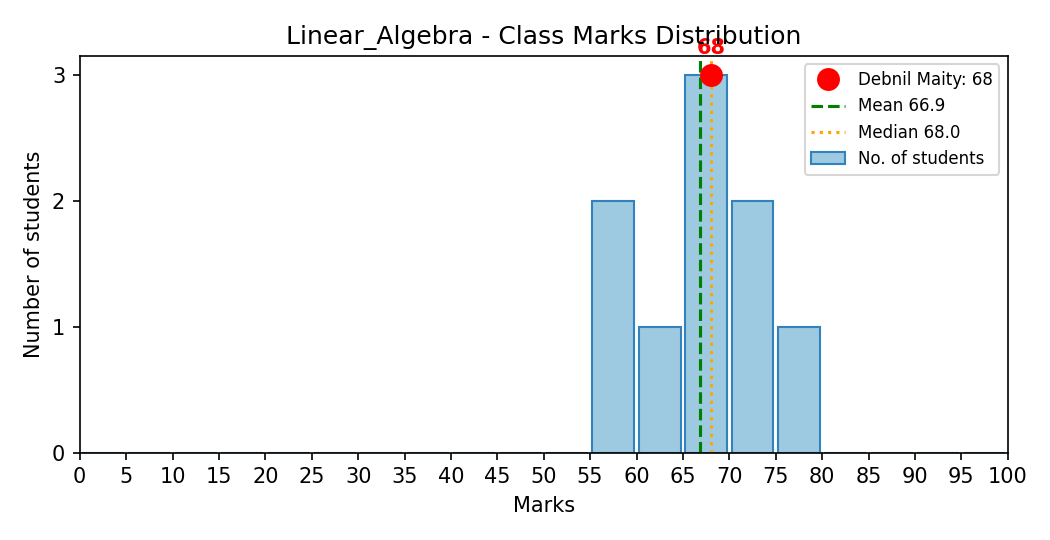 Linear_Algebra - Class Marks Distribution
68
Debnil Maity: 68
Mean 66.9
Median 68.0
No. of students
Number of students
3
2
1
0
0 5 10 15 20 25 30 35 40 45 50 55 60 65 70 75 80 85 90 95 100
Marks